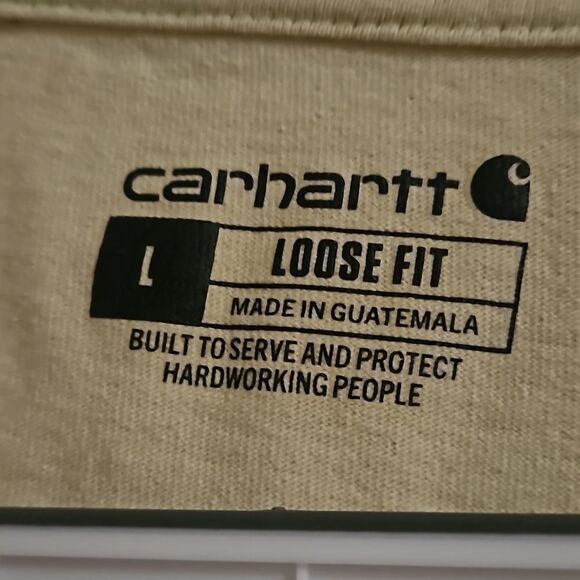 carhartt
L
LOOSE FIT
MADE IN GUATEMALA
BUILT TO SERVE AND PROTECT
HARDWORKING PEOPLE